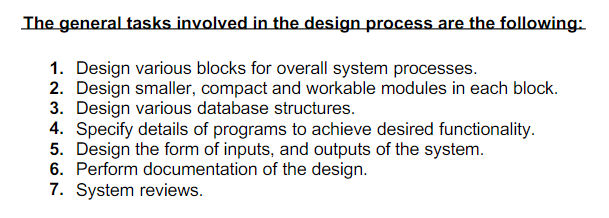 The general tasks involved in the design process are the following:
1. Design various blocks for overall system processes.
2. Design smaller, compact and workable modules in each block.
3. Design various database structures.
4. Specify details of programs to achieve desired functionality.
5. Design the form of inputs, and outputs of the system.
6. Perform documentation of the design.
7. System reviews.